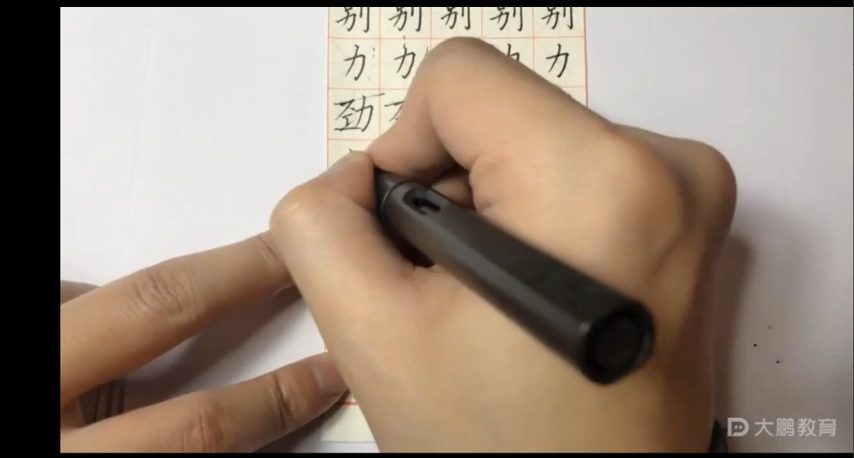 别 别 别 别 别
力 力 力
劲
大鹏教育